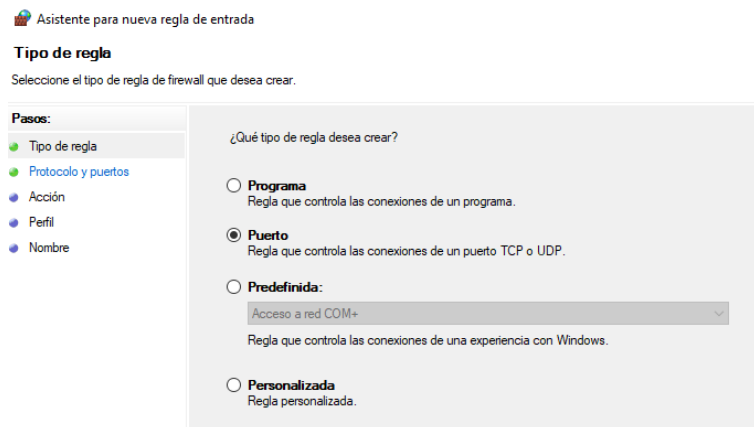 Asistente para nueva regla de entrada
Tipo de regla
Seleccione el tipo de regla de firewall que desea crear.
Pasos:
Tipo de regla
Protocolo y puertos
Acción
Perfil
Nombre
¿Qué tipo de regla desea crear?
Programa
Regla que controla las conexiones de un programa.
Puerto
Regla que controla las conexiones de un puerto TCP o UDP.
Predefinida:
Acceso a red COM+
Regla que controla las conexiones de una experiencia con Windows.
Personalizada
Regla personalizada.